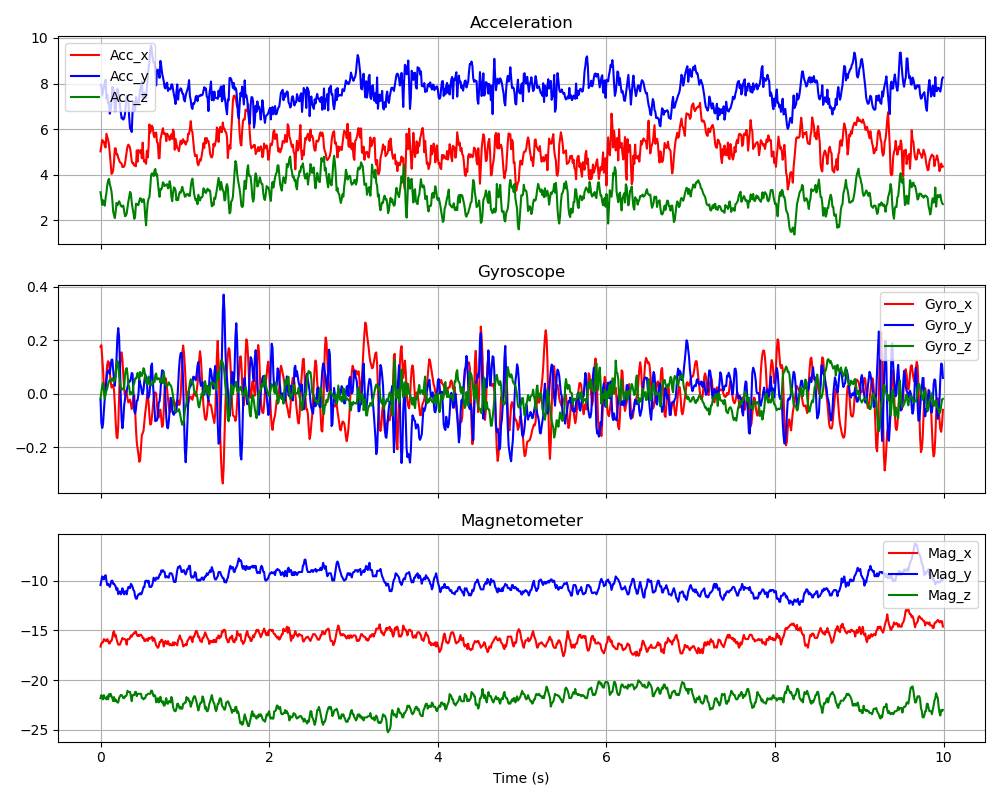 Acceleration
10
8
6
4
2
Acc_x
Acc_y
Acc_z
Gyroscope
0.4
0.2
0.0
−0.2
Gyro_x
Gyro_y
Gyro_z
Magnetometer
−10
−15
−20
−25
Mag_x
Mag_y
Mag_z
0 2 4 6 8 10
Time (s)